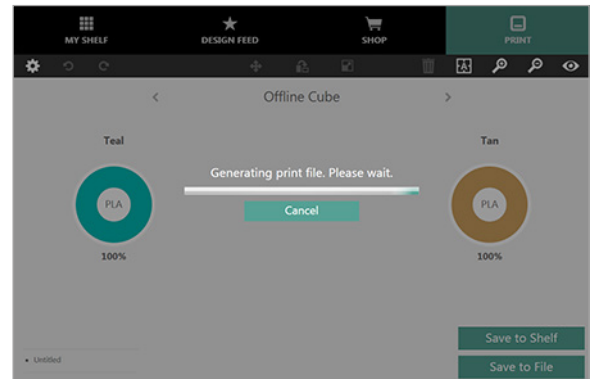 MY SHELF
DESIGN FEED
SHOP
PRINT
Offline Cube
Teal
Tan
Generating print file. Please wait.
PLA
Cancel
PLA
100%
100%
Save to Shelf
Untitled
Save to File